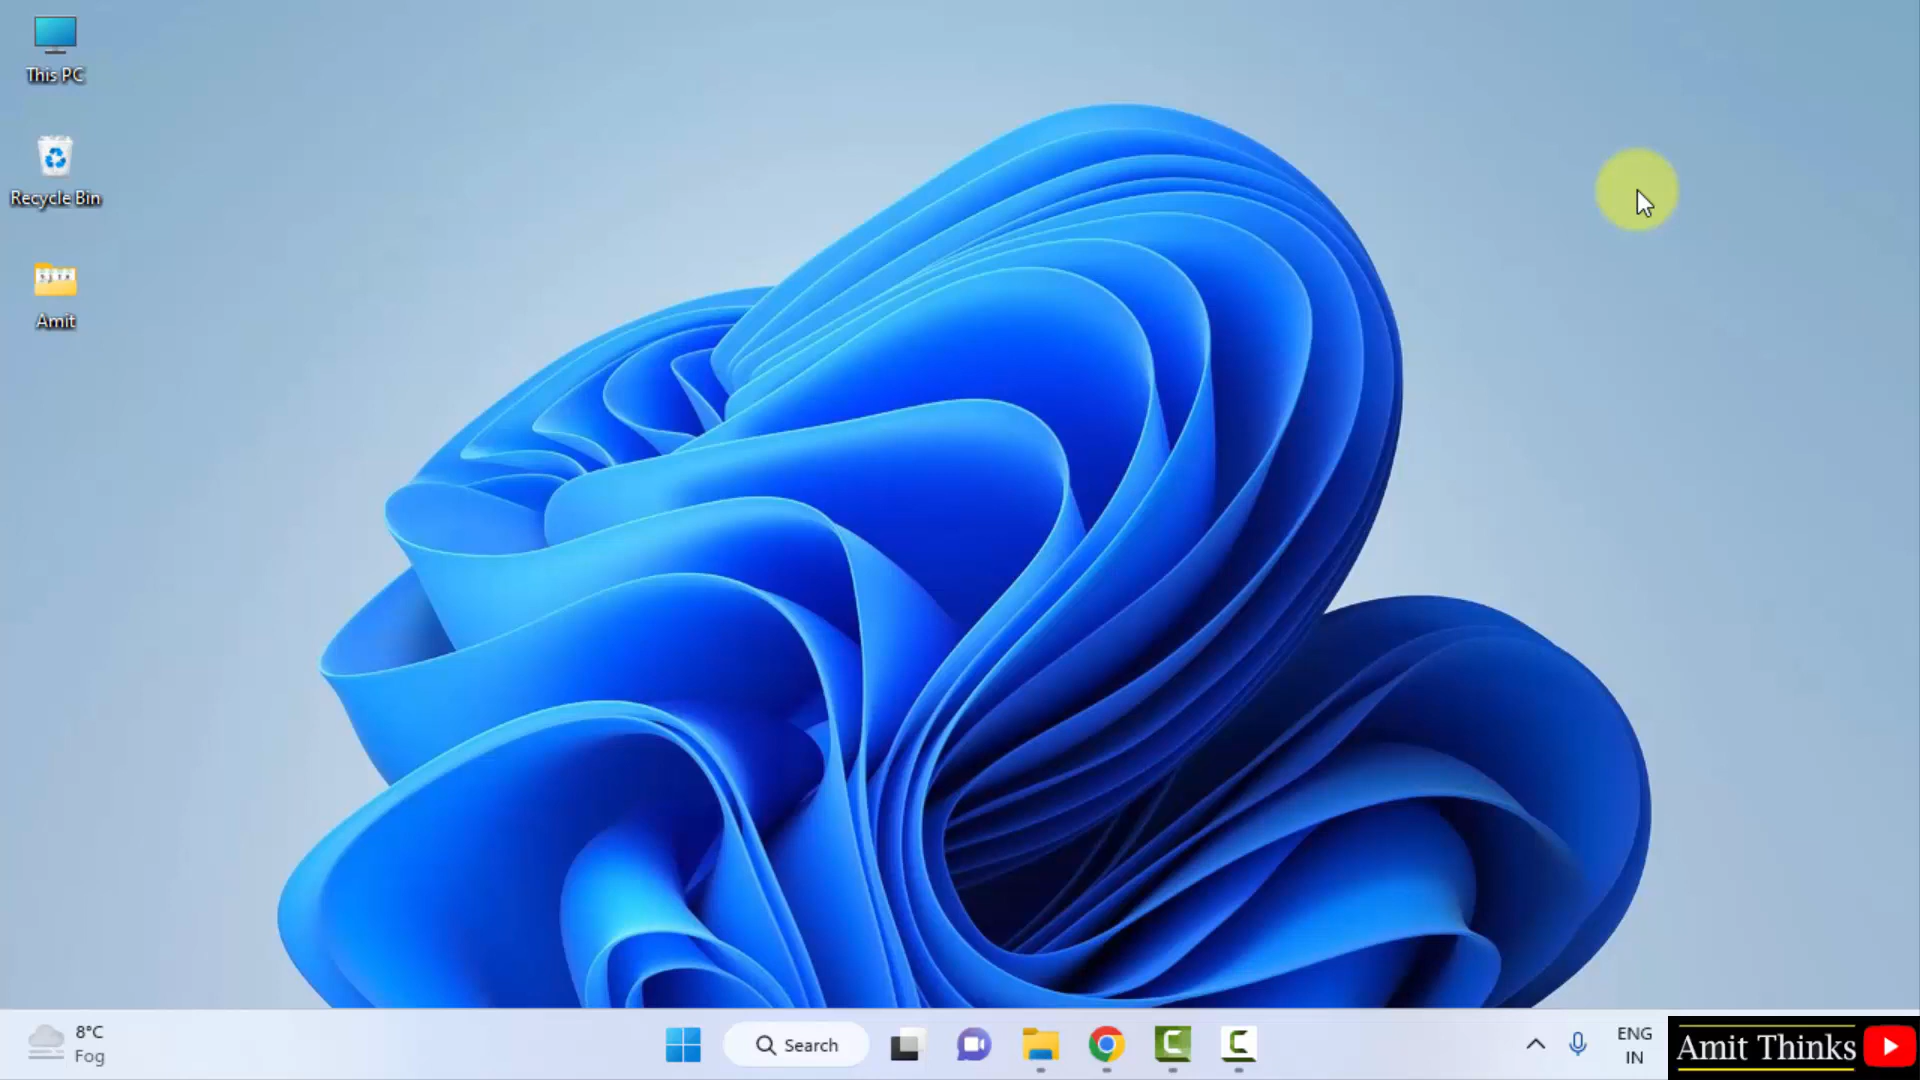 This PC
Recycle Bin
Amit
8°C
Fog
Search
ENG
IN
Amit Thinks